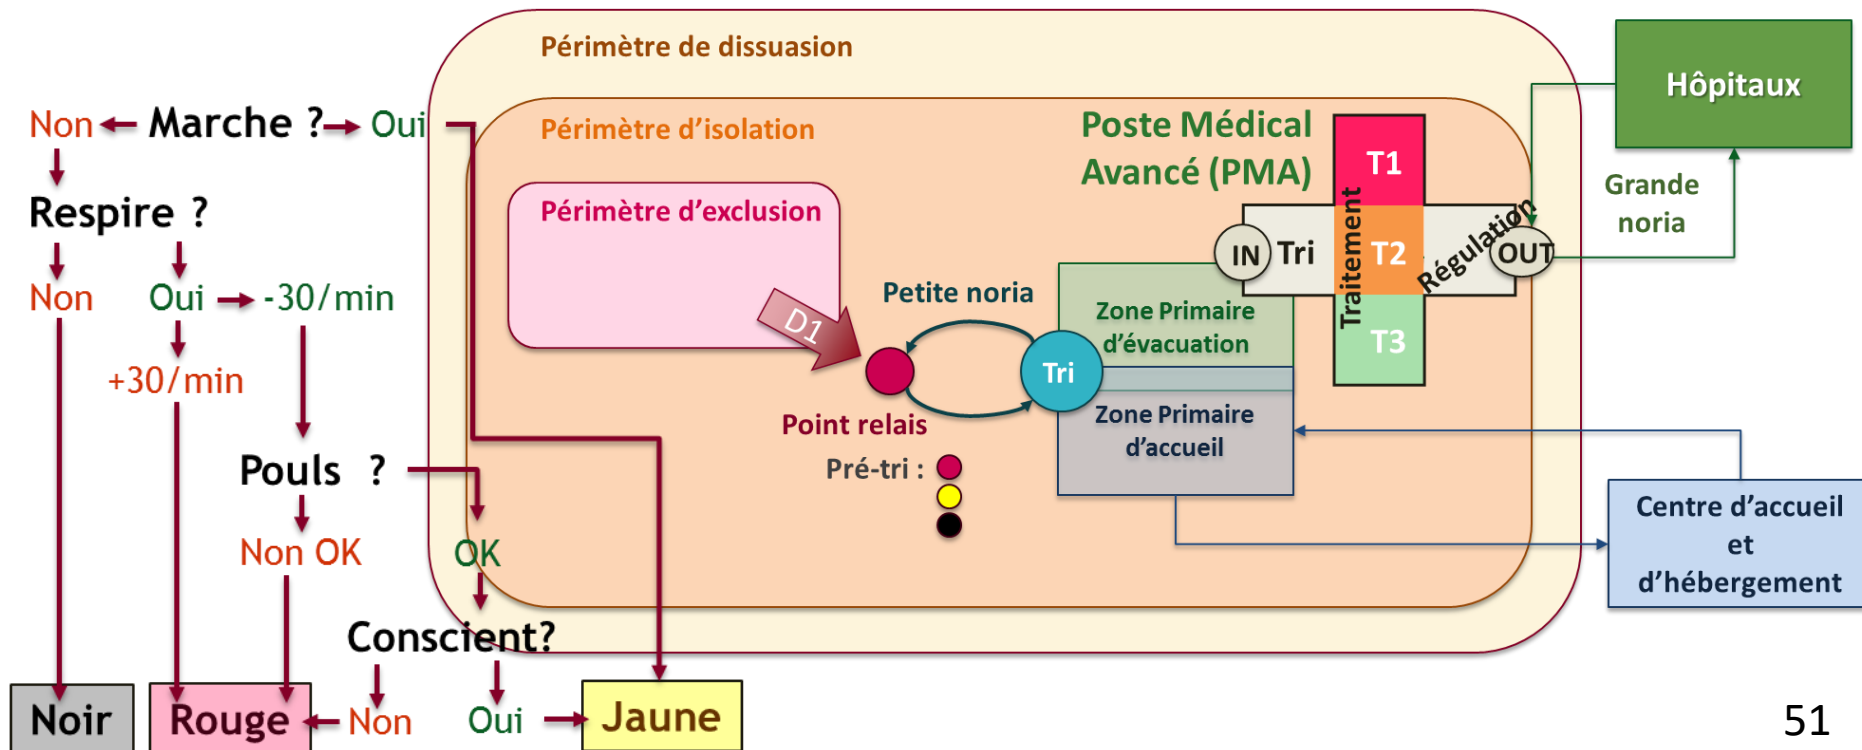 Périmètre de dissuasion
Hôpitaux
Non
Marche ?
Oui
Périmètre d'isolation
Poste Médical
Avancé (PMA)
T1
Grande
noria
Respire ?
Périmètre d'exclusion
Traitement
IN
Tri
T2
Régulation
OUT
Non
Oui
-30/min
Petite noria
Zone Primaire
d'évacuation
D1
T3
+30/min
Tri
Point relais
Zone Primaire
d'accueil
Pouls ?
Pré-tri :
Centre d'accueil
et
d'hébergement
Non OK
OK
Conscient?
Noir
Rouge
Non
Oui
Jaune
51